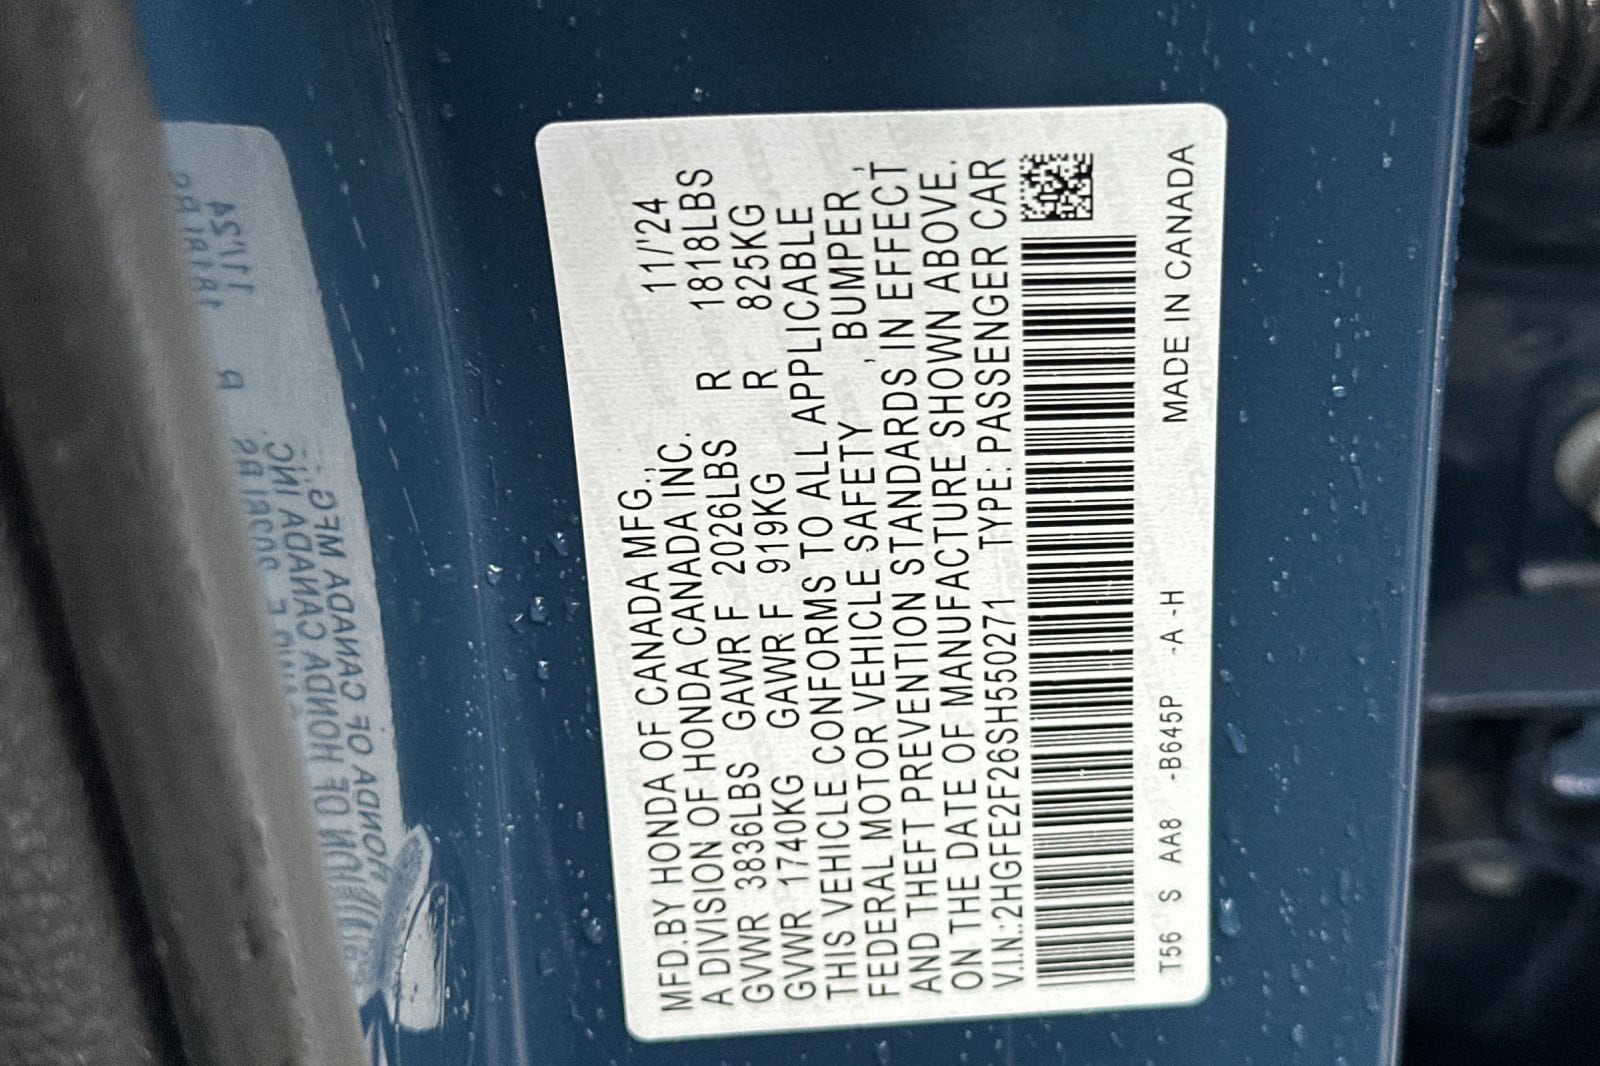 MFD.BY HONDA OF CANADA MFG., 11/'24
A DIVISION OF HONDA CANADA INC.
GVWR 3836LBS GAWR F 2026LBS R 1818LBS
GVWR 1740KG GAWR F 919KG R 825KG
THIS VEHICLE CONFORMS TO ALL APPLICABLE
FEDERAL MOTOR VEHICLE SAFETY , BUMPER ,
AND THEFT PREVENTION STANDARDS IN EFFECT
ON THE DATE OF MANUFACTURE SHOWN ABOVE.
V.I.N.:2HGFE2F26SH550271 TYPE: PASSENGER CAR
T56 S AA8 -B645P -A -H MADE IN CANADA